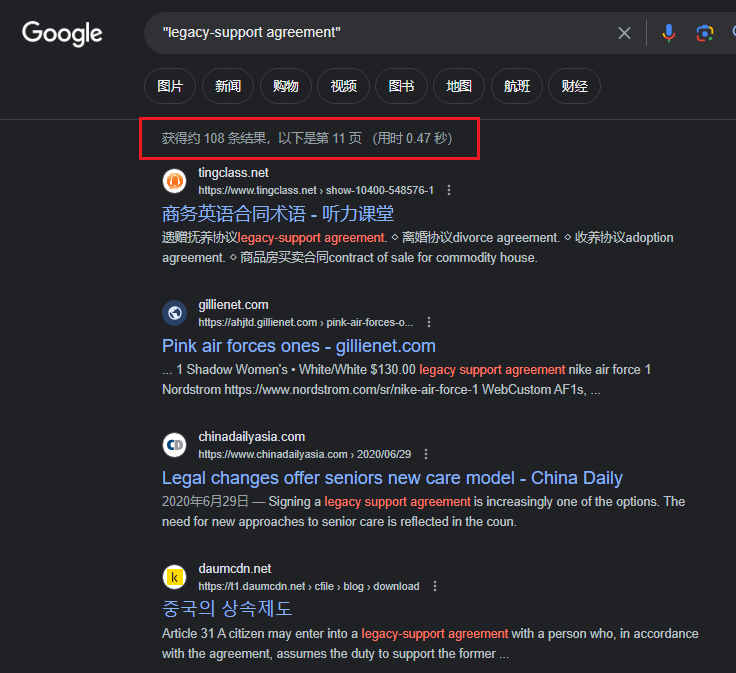 Google
"legacy-support agreement"
图片 新闻 购物 视频 图书 地图 航班 财经
获得约 108 条结果，以下是第 11 页 （用时 0.47 秒）
tingclass.net
https://www.tingclass.net › show-10400-548576-1
商务英语合同术语 - 听力课堂
遗赠抚养协议legacy-support agreement. ◇ 离婚协议divorce agreement. ◇ 收养协议adoption
agreement. ◇ 商品房买卖合同contract of sale for commodity house.
gillienet.com
https://ahjtd.gillienet.com › pink-air-forces-o...
Pink air forces ones - gillienet.com
... 1 Shadow Women's • White/White $130.00 legacy support agreement nike air force 1
Nordstrom https://www.nordstrom.com/sr/nike-air-force-1 WebCustom AF1s, ...
CD
chinadailyasia.com
https://www.chinadailyasia.com › 2020/06/29
Legal changes offer seniors new care model - China Daily
2020年6月29日 — Signing a legacy support agreement is increasingly one of the options. The
need for new approaches to senior care is reflected in the coun.
k
daumcdn.net
https://t1.daumcdn.net › cfile › blog › download
중국의 상속제도
Article 31 A citizen may enter into a legacy-support agreement with a person who, in accordance
with the agreement, assumes the duty to support the former ...